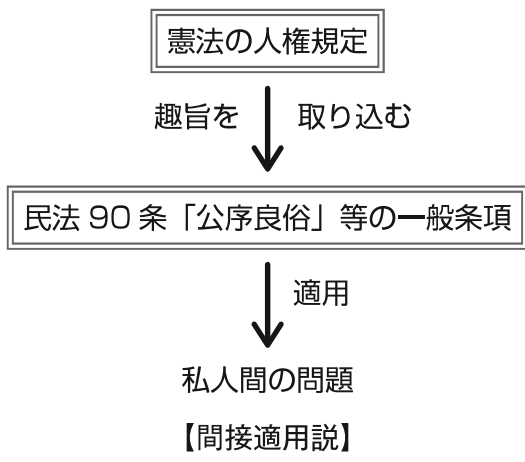 憲法の人権規定
趣旨を 取り込む
民法 90 条「公序良俗」等の一般条項
適用
私人間の問題
【間接適用説】